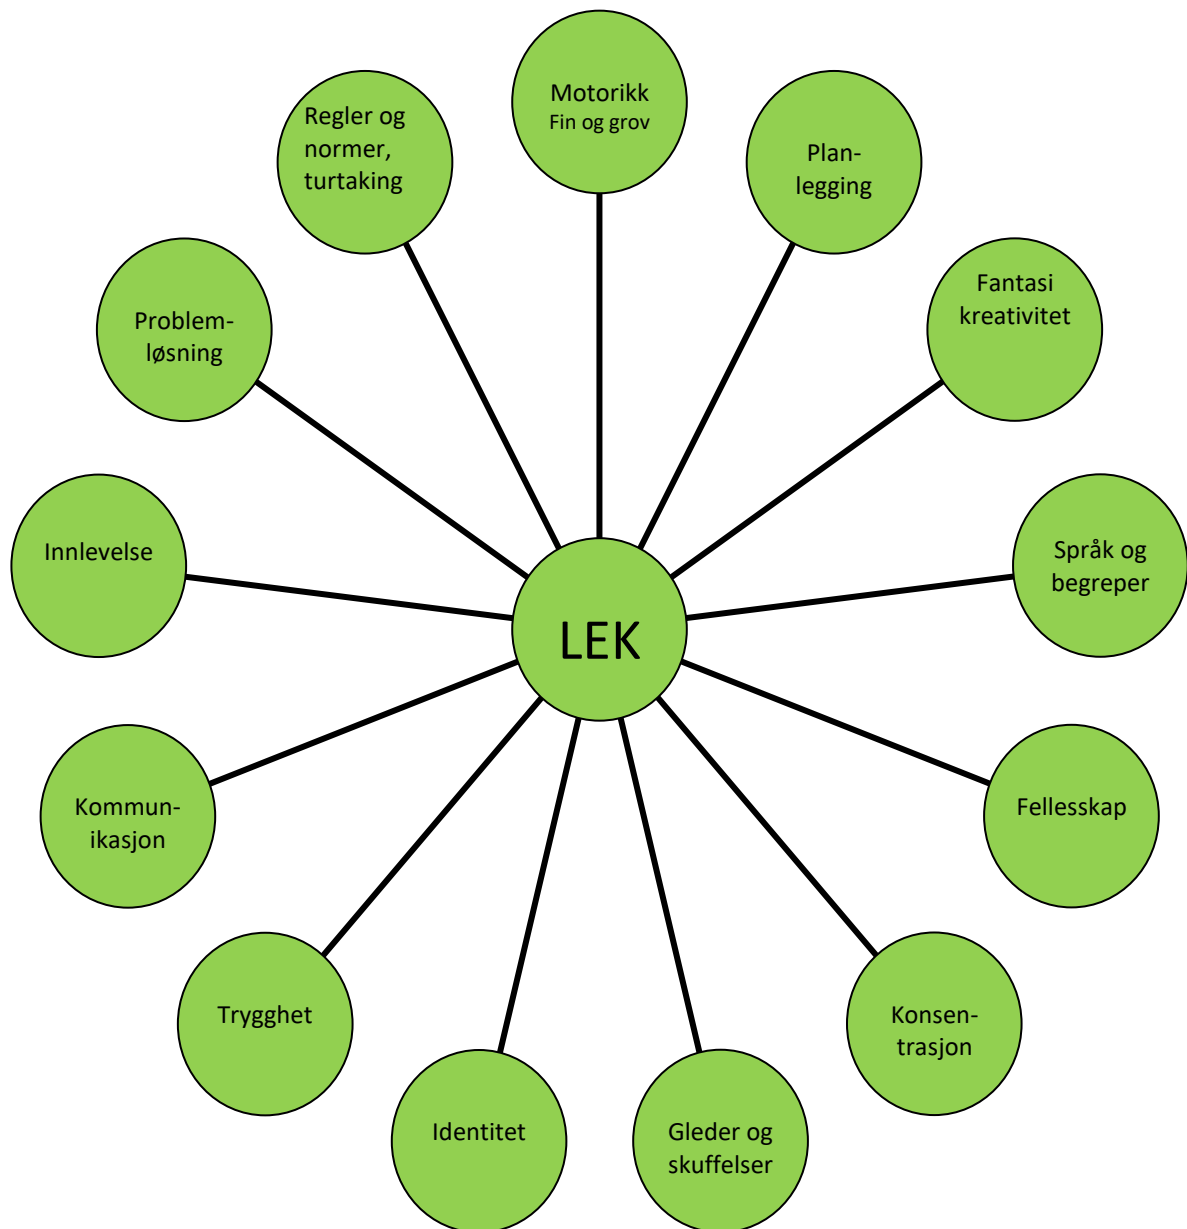 Motorikk
Fin og grov
Plan-
legging
Fantasi
kreativitet
Språk og
begreper
Fellesskap
Konsen-
trasjon
Gleder og
skuffelser
Identitet
Trygghet
Kommun-
ikasjon
Innlevelse
Problem-
løsning
Regler og
normer,
turtaking
LEK